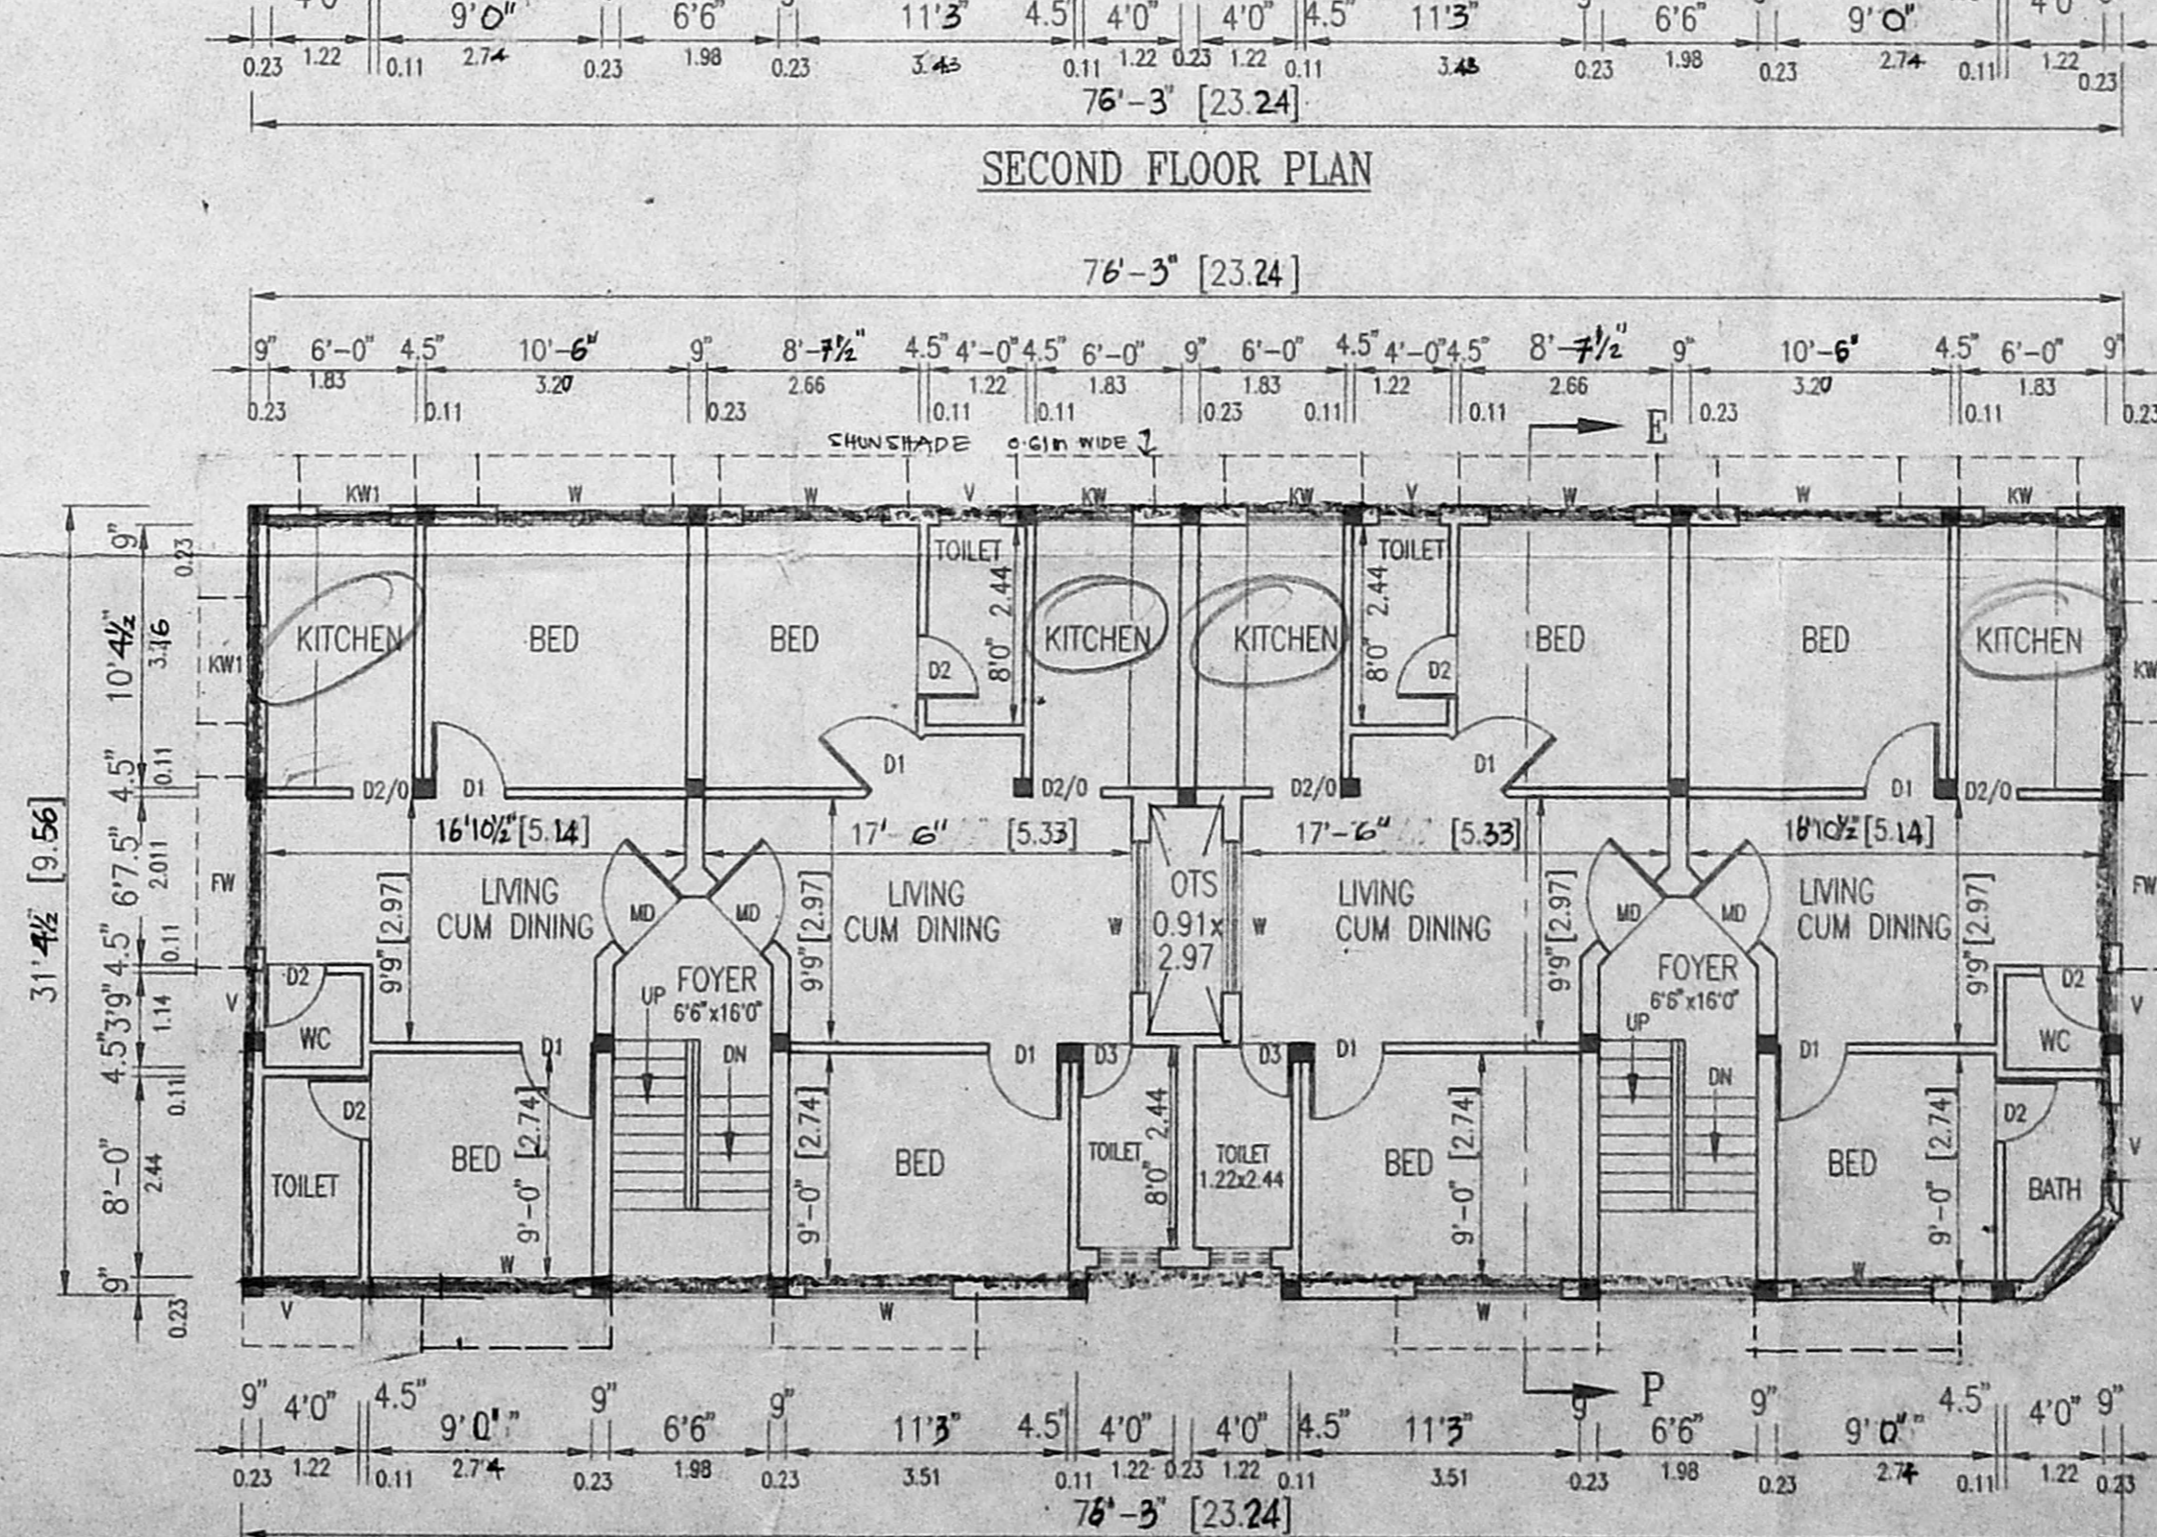 9'0" 6'6" 11'3" 4.5" 4'0" 4'0" 4.5" 11'3" 6'6" 9'0"
0.23 1.22 0.11 2.74 0.23 1.98 0.23 3.43 0.11 1.22 0.23 1.22 0.11 3.43 0.23 1.98 0.23 2.74 0.11 1.22 0.23
76'-3" [23.24]
SECOND FLOOR PLAN
76'-3" [23.24]
9" 6'-0" 4.5" 10'-6" 9" 8'-7½" 4.5" 4'-0" 4.5" 6'-0" 9" 6'-0" 4.5" 4'-0" 4.5" 8'-7½" 9" 10'-6" 4.5" 6'-0" 9"
1.83 3.20 2.66 1.22 1.83 1.83 1.22 2.66 3.20 1.83
0.23 0.11 0.23 0.11 0.11 0.23 0.11 0.11 0.23 0.11 0.23
E
SHUNSHADE 0.61m WIDE
KW1 W W V KW KW V W W KW
TOILET TOILET
KITCHEN BED BED KITCHEN KITCHEN BED BED KITCHEN
8'0" 2.44
8'0" 2.44
KW1 D2 D2 KW
D1 D1
D2/0 D1 D2/0 D2/0 D1 D2/0
16'10½" [5.14] 17'-6" [5.33] 17'-6" [5.33] 16'10½" [5.14]
FW OTS FW
0.91x
2.97
LIVING LIVING LIVING LIVING
CUM DINING CUM DINING CUM DINING CUM DINING
MD MD W W MD MD
9'9" [2.97] 9'9" [2.97] 9'9" [2.97] 9'9" [2.97]
FOYER FOYER
6'6"x16'0" 6'6"x16'0"
UP DN UP DN
V D2 D2 V
WC WC
D1 D1 D3 D3 D1 D1
D2 D2
V
9'-0" [2.74] 9'-0" [2.74] 9'-0" [2.74] 9'-0" [2.74]
8'0" 2.44
BED BED TOILET TOILET BED BED
1.22x2.44
TOILET BATH
W W
V W W
31'4½" [9.56]
9" 10'4½" 4.5" 6'7.5" 4.5" 3'9" 4.5" 8'-0" 9"
0.23 3.16 0.11 2.011 0.11 1.14 0.11 2.44 0.23
P
9" 4'0" 4.5" 9'0" 9" 6'6" 9" 11'3" 4.5" 4'0" 4'0" 4.5" 11'3" 9 6'6" 9" 9'0" 4.5" 4'0" 9"
0.23 1.22 0.11 2.74 0.23 1.98 0.23 3.51 0.11 1.22 0.23 1.22 0.11 3.51 0.23 1.98 0.23 2.74 0.11 1.22 0.23
76'-3" [23.24]